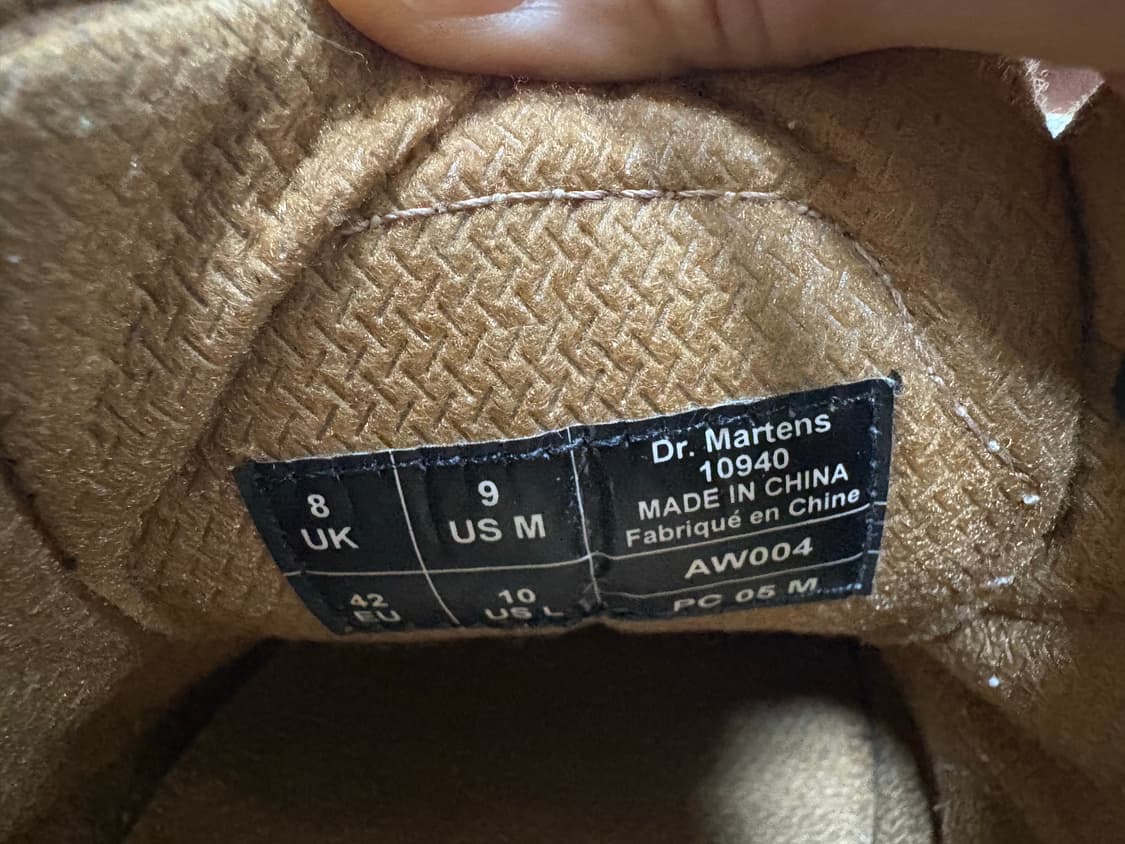 8
UK
9
US M
42
EU
10
US L
Dr. Martens
10940
MADE IN CHINA
Fabriqué en Chine
AW004
PC 05 M